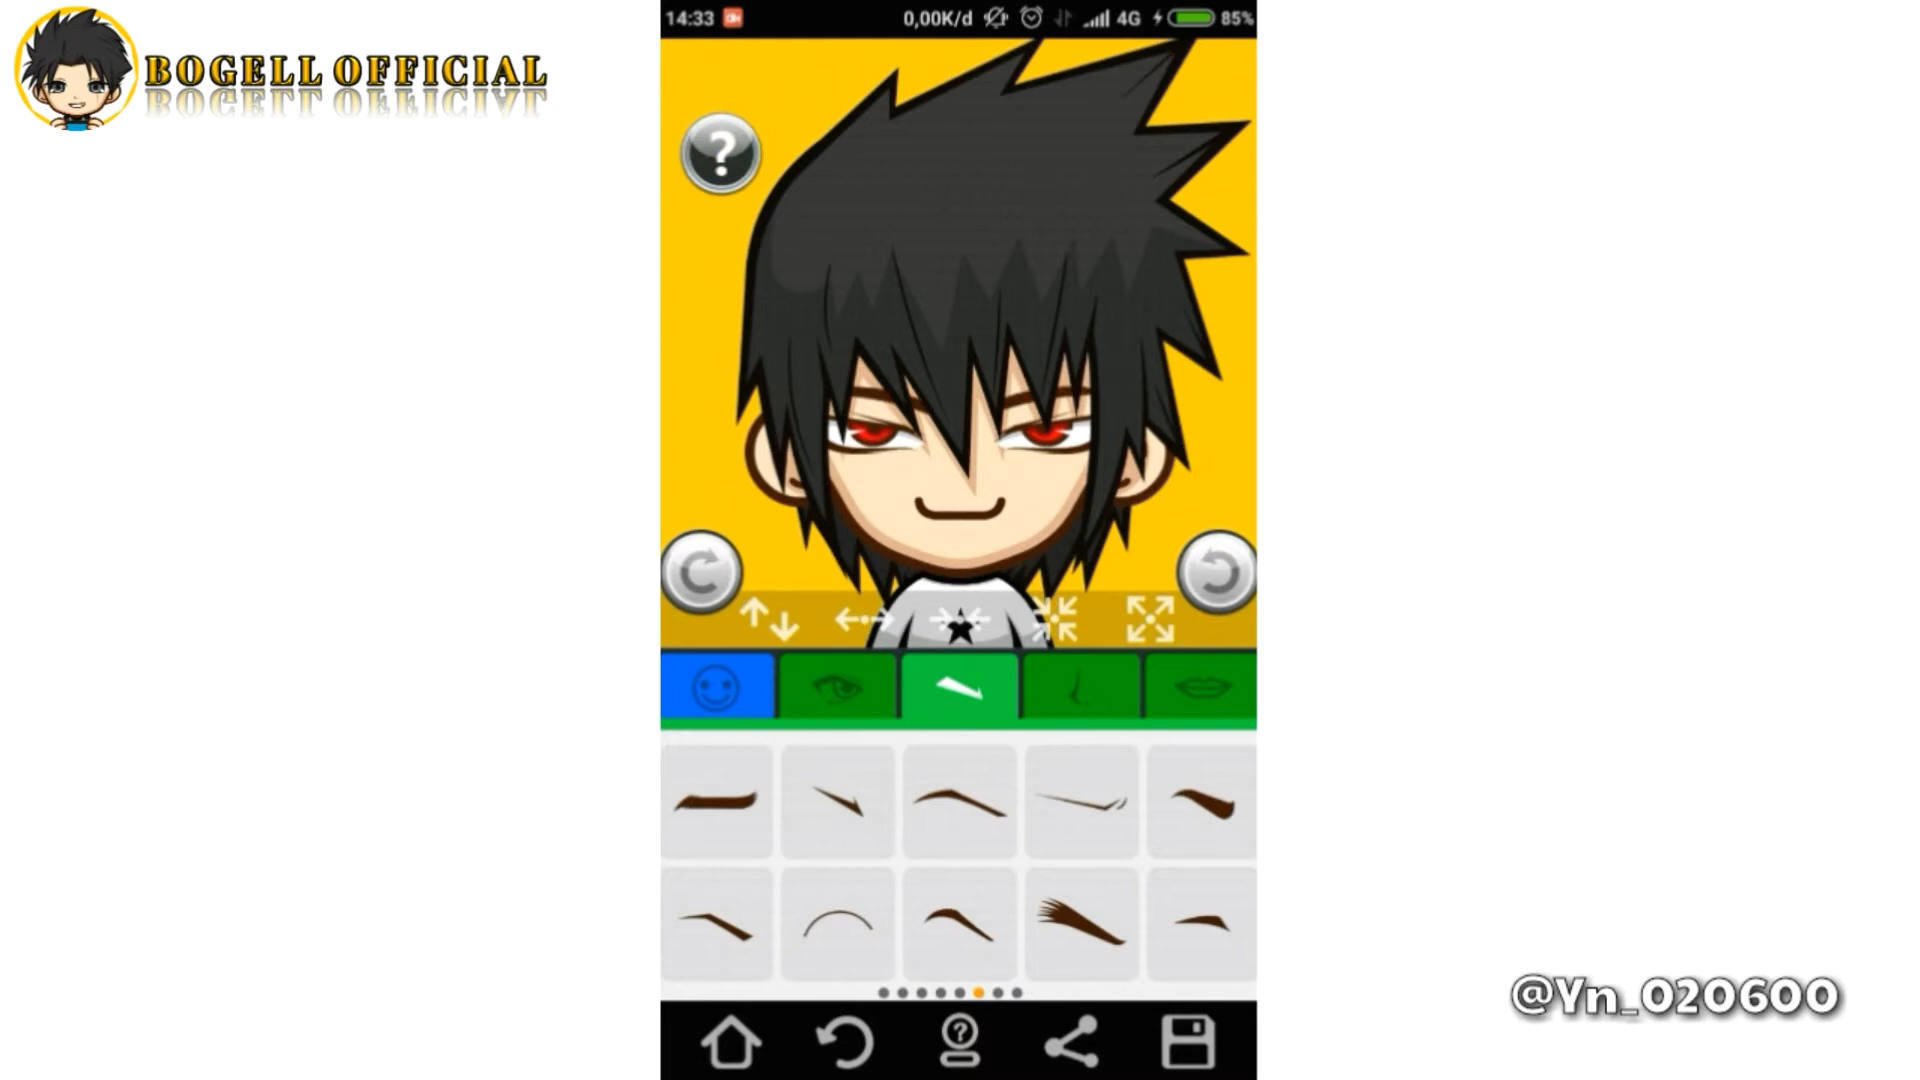 BOGELL OFFICIAL
14:33 0,00K/d 4G 85%
?
?
@Yn_020600